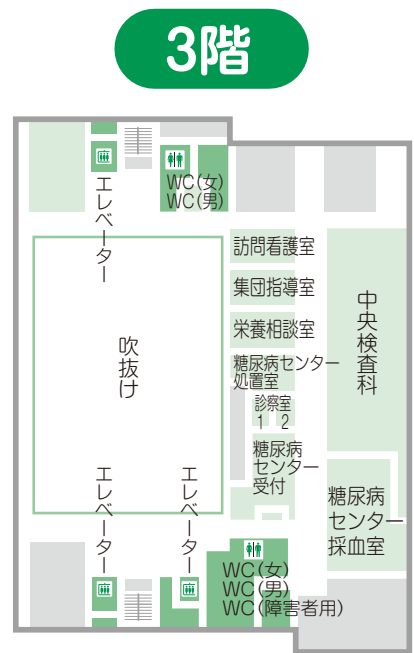 3階
WC(女)
WC(男)
エレベーター
訪問看護室
集団指導室
栄養相談室
糖尿病センター
処置室
診察室
1 2
糖尿病
センター
受付
中央検査科
吹抜け
エレベーター
エレベーター
糖尿病
センター
採血室
WC(女)
WC(男)
WC(障害者用)